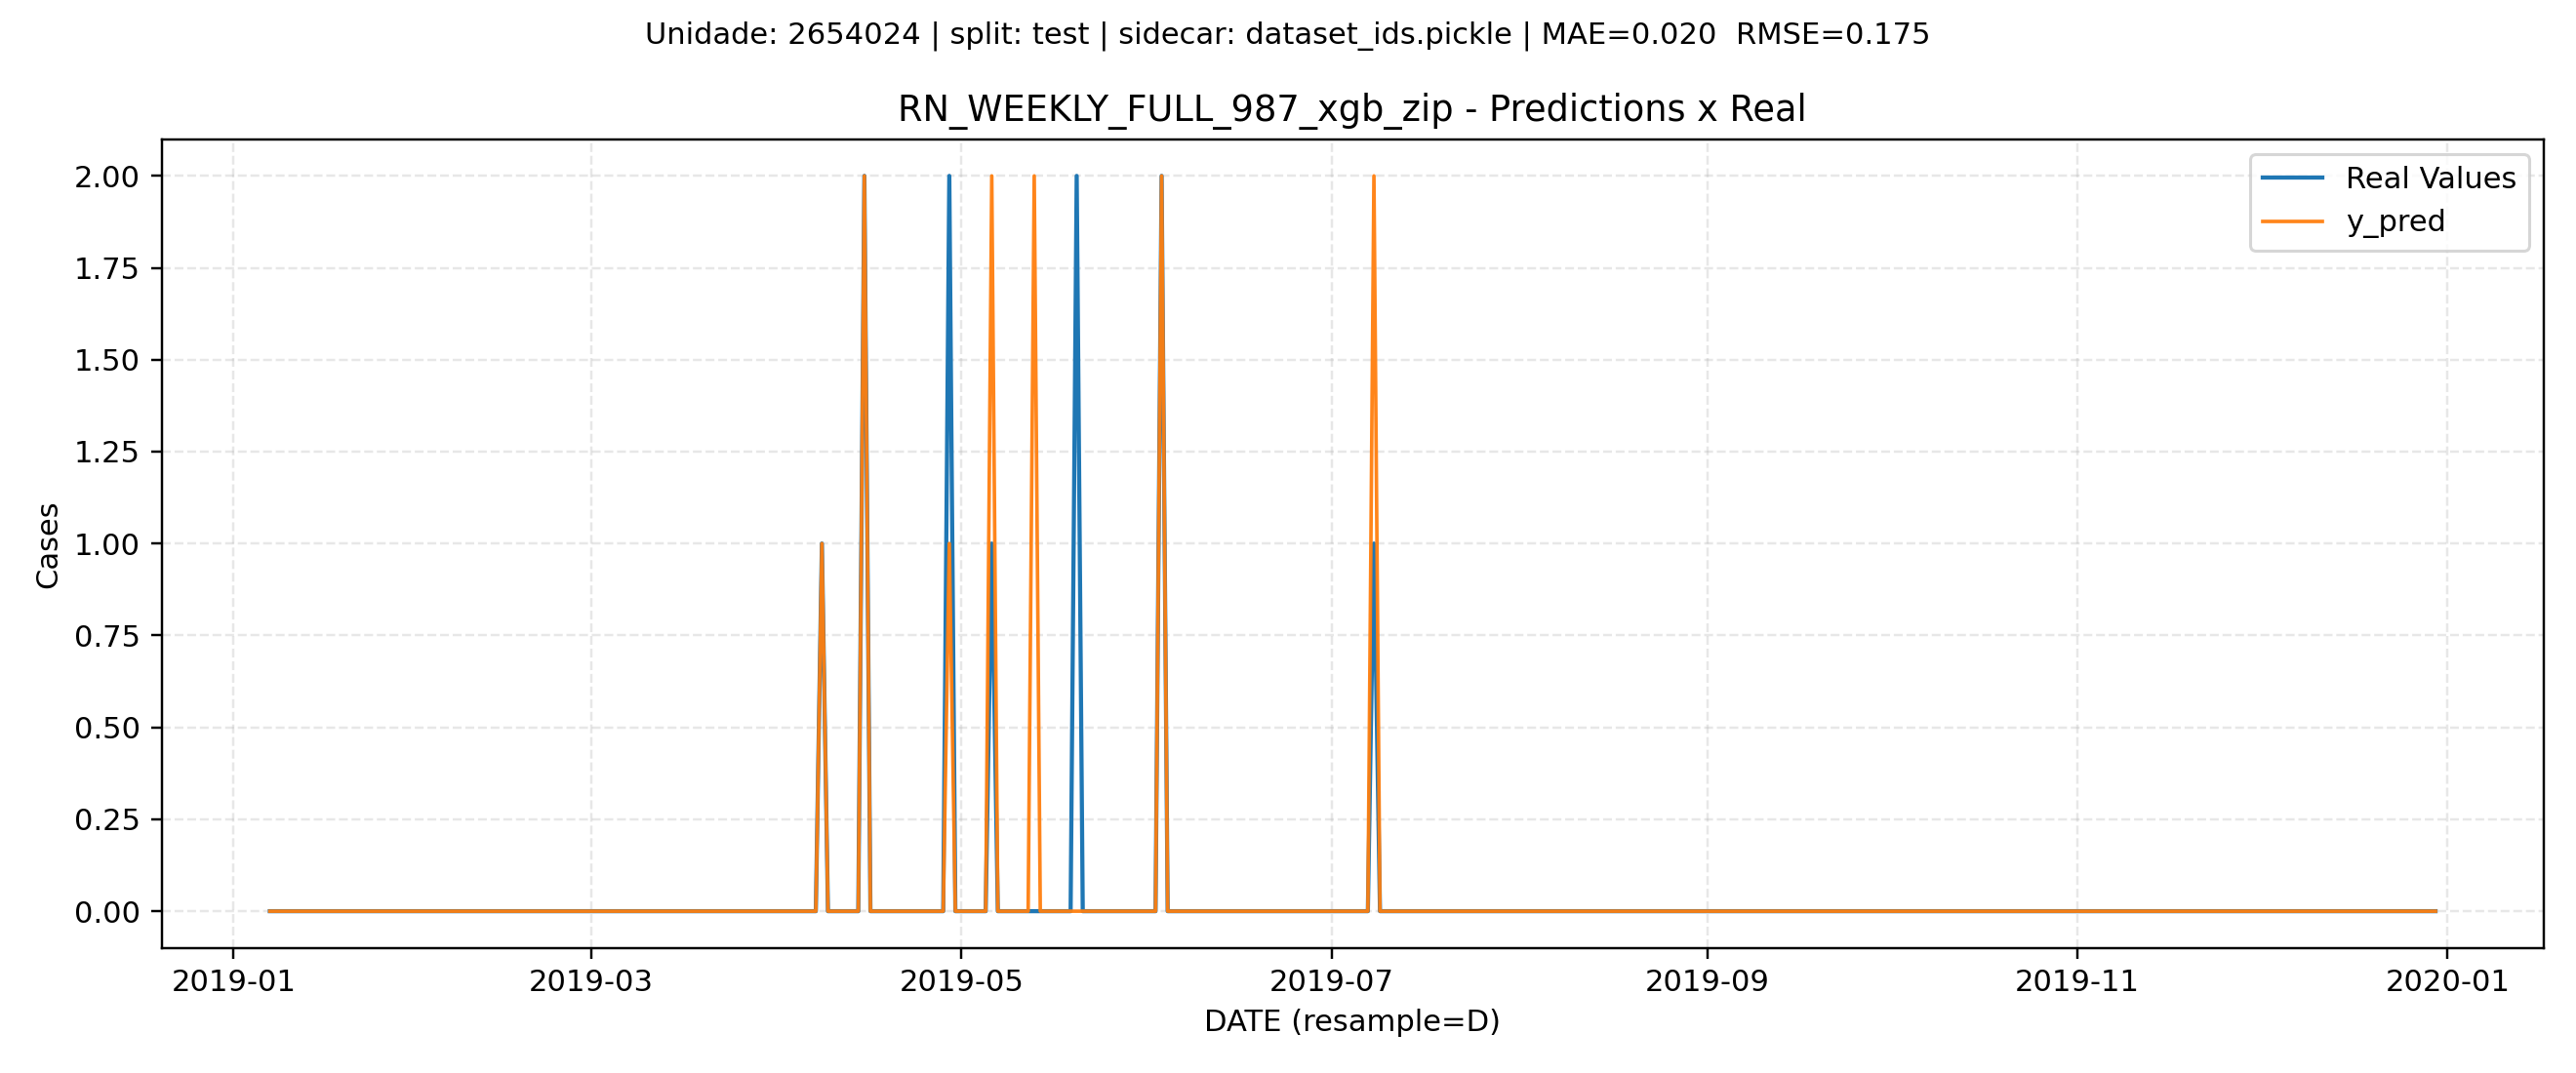 Unidade: 2654024 | split: test | sidecar: dataset_ids.pickle | MAE=0.020  RMSE=0.175
RN_WEEKLY_FULL_987_xgb_zip - Predictions x Real
Real Values
y_pred
2.00
1.75
1.50
1.25
1.00
0.75
0.50
0.25
0.00
Cases
2019-01
2019-03
2019-05
2019-07
2019-09
2019-11
2020-01
DATE (resample=D)